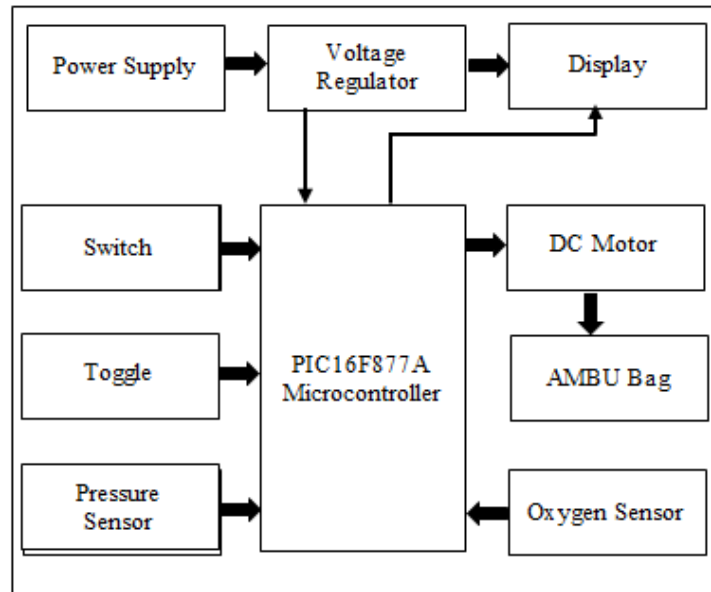 Power Supply
Voltage
Regulator
Display
Switch
DC Motor
Toggle
PIC16F877A
Microcontroller
AMBU Bag
Pressure
Sensor
Oxygen Sensor